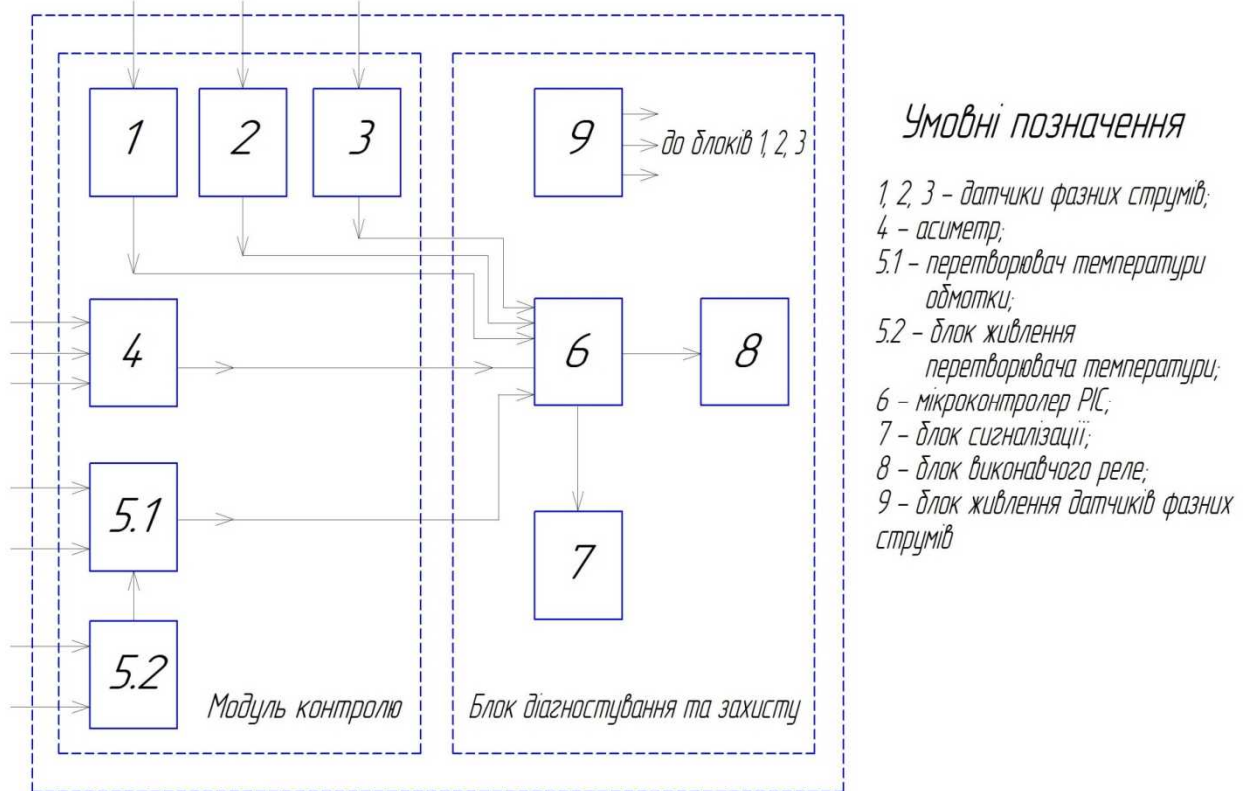 1
2
3
9
до блоків 1, 2, 3
4
6
8
5.1
7
5.2
Модуль контролю
Блок діагностування та захисту
Умовні позначення
1, 2, 3 – датчики фазних струмів;
4 – асиметр;
5.1 – перетворювач температури
обмотки;
5.2 – блок живлення
перетворювача температури;
6 – мікроконтролер PIC;
7 – блок сигналізації;
8 – блок виконавчого реле;
9 – блок живлення датчиків фазних
струмів